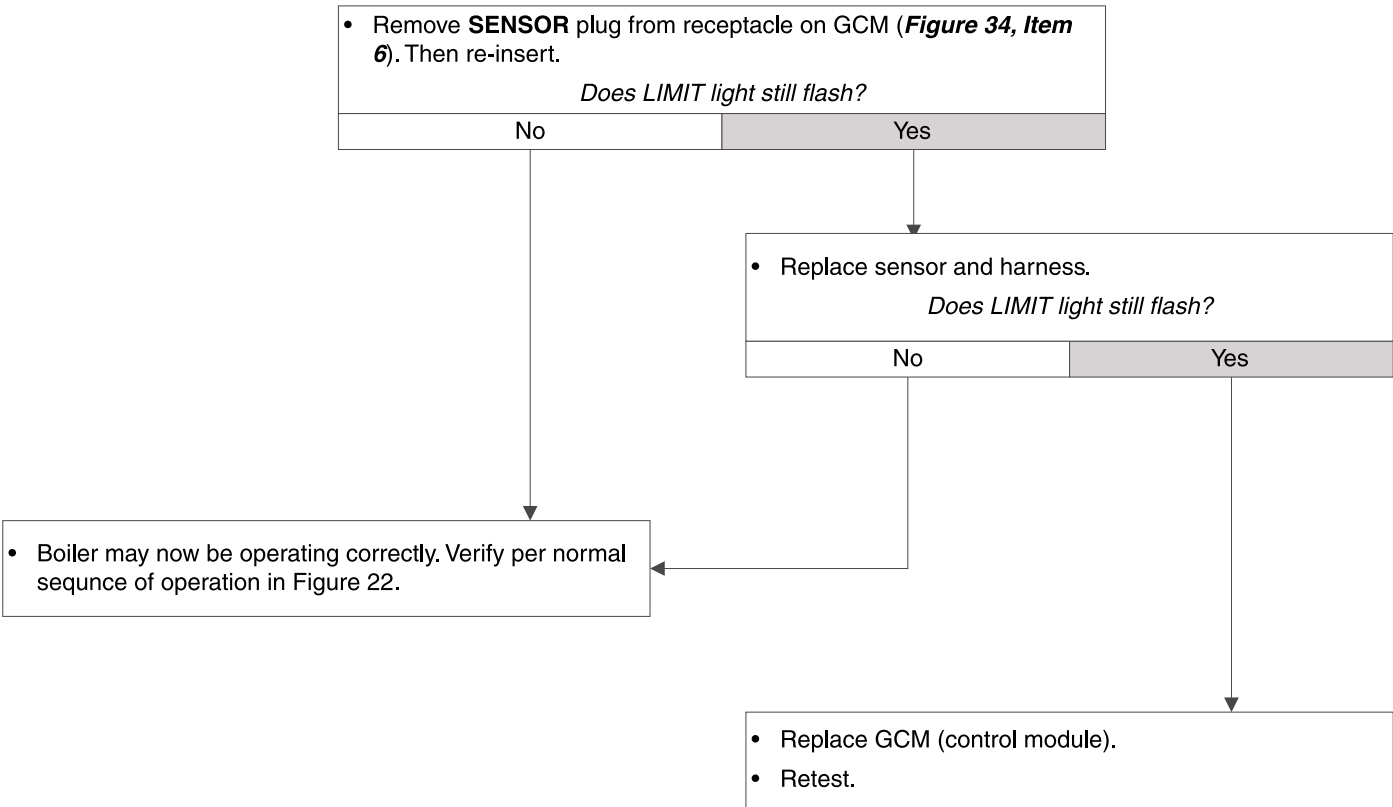 • Remove SENSOR plug from receptacle on GCM (Figure 34, Item
6). Then re-insert.
Does LIMIT light still flash?
No
Yes
• Replace sensor and harness.
Does LIMIT light still flash?
No
Yes
• Boiler may now be operating correctly. Verify per normal
sequnce of operation in Figure 22.
• Replace GCM (control module).
• Retest.